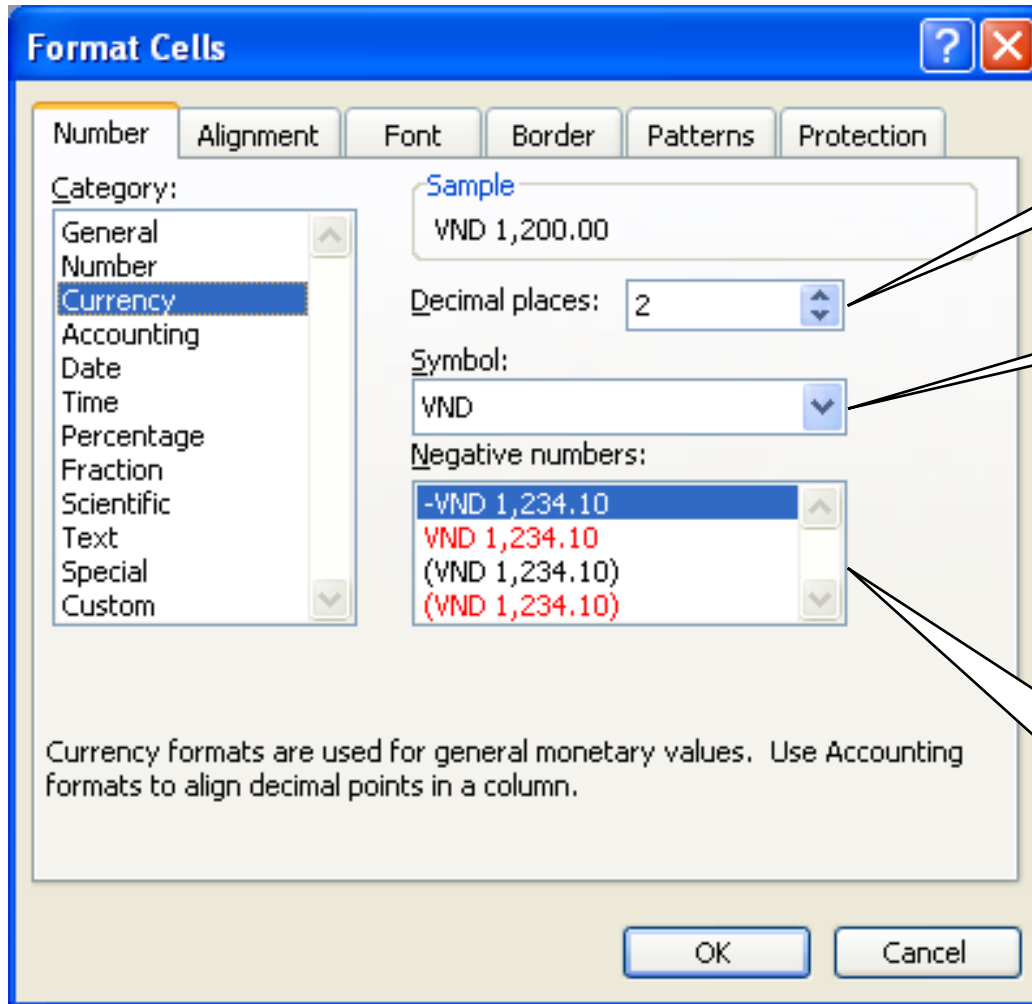 Format Cells
Number Alignment Font Border Patterns Protection
Category:
General
Number
Currency
Accounting
Date
Time
Percentage
Fraction
Scientific
Text
Special
Custom
Sample
VND 1,200.00
Decimal places: 2
Symbol:
VND
Negative numbers:
-VND 1,234.10
VND 1,234.10
(VND 1,234.10)
(VND 1,234.10)
Currency formats are used for general monetary values.  Use Accounting
formats to align decimal points in a column.
OK Cancel